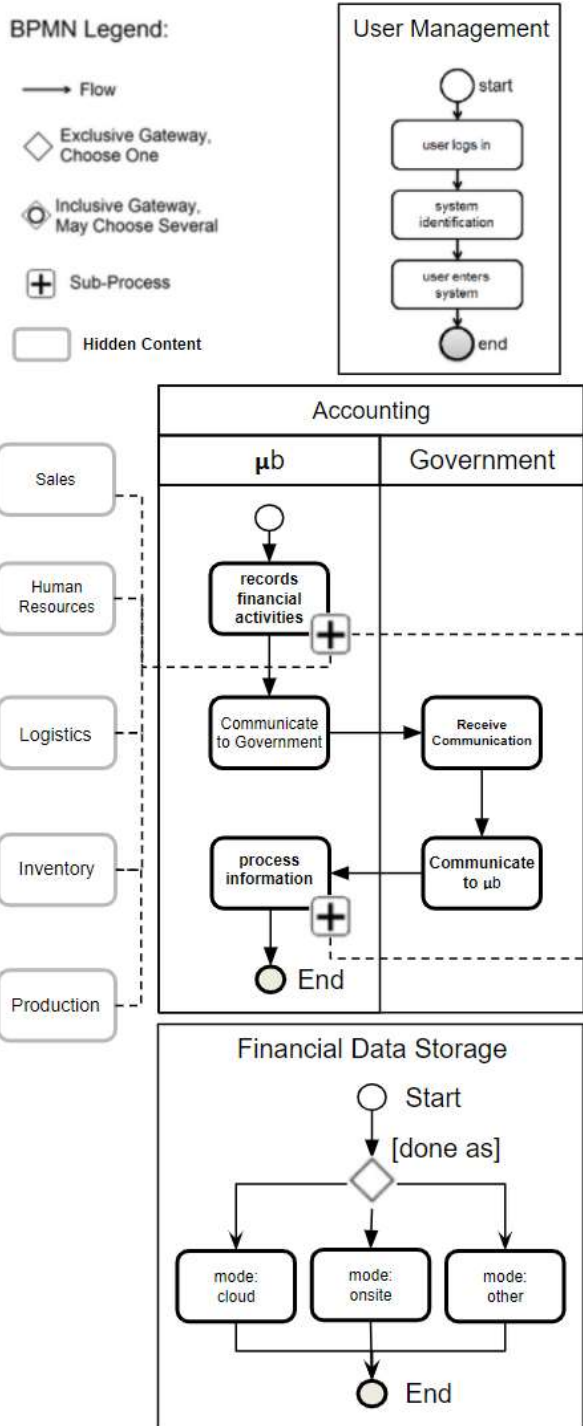 BPMN Legend:
Flow
Exclusive Gateway,
Choose One
Inclusive Gateway,
May Choose Several
Sub-Process
Hidden Content
User Management
start
user logs in
system
identification
user enters
system
end
Accounting
μb
Government
Sales
Human
Resources
Logistics
Inventory
Production
records
financial
activities
Communicate
to Government
Receive
Communication
process
information
Communicate
to μb
End
Financial Data Storage
Start
[done as]
mode:
cloud
mode:
onsite
mode:
other
End